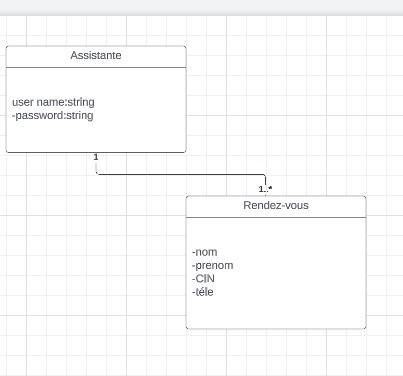 Assistante
user name:string
-password:string
1
1..*
Rendez-vous
-nom
-prenom
-CIN
-téle